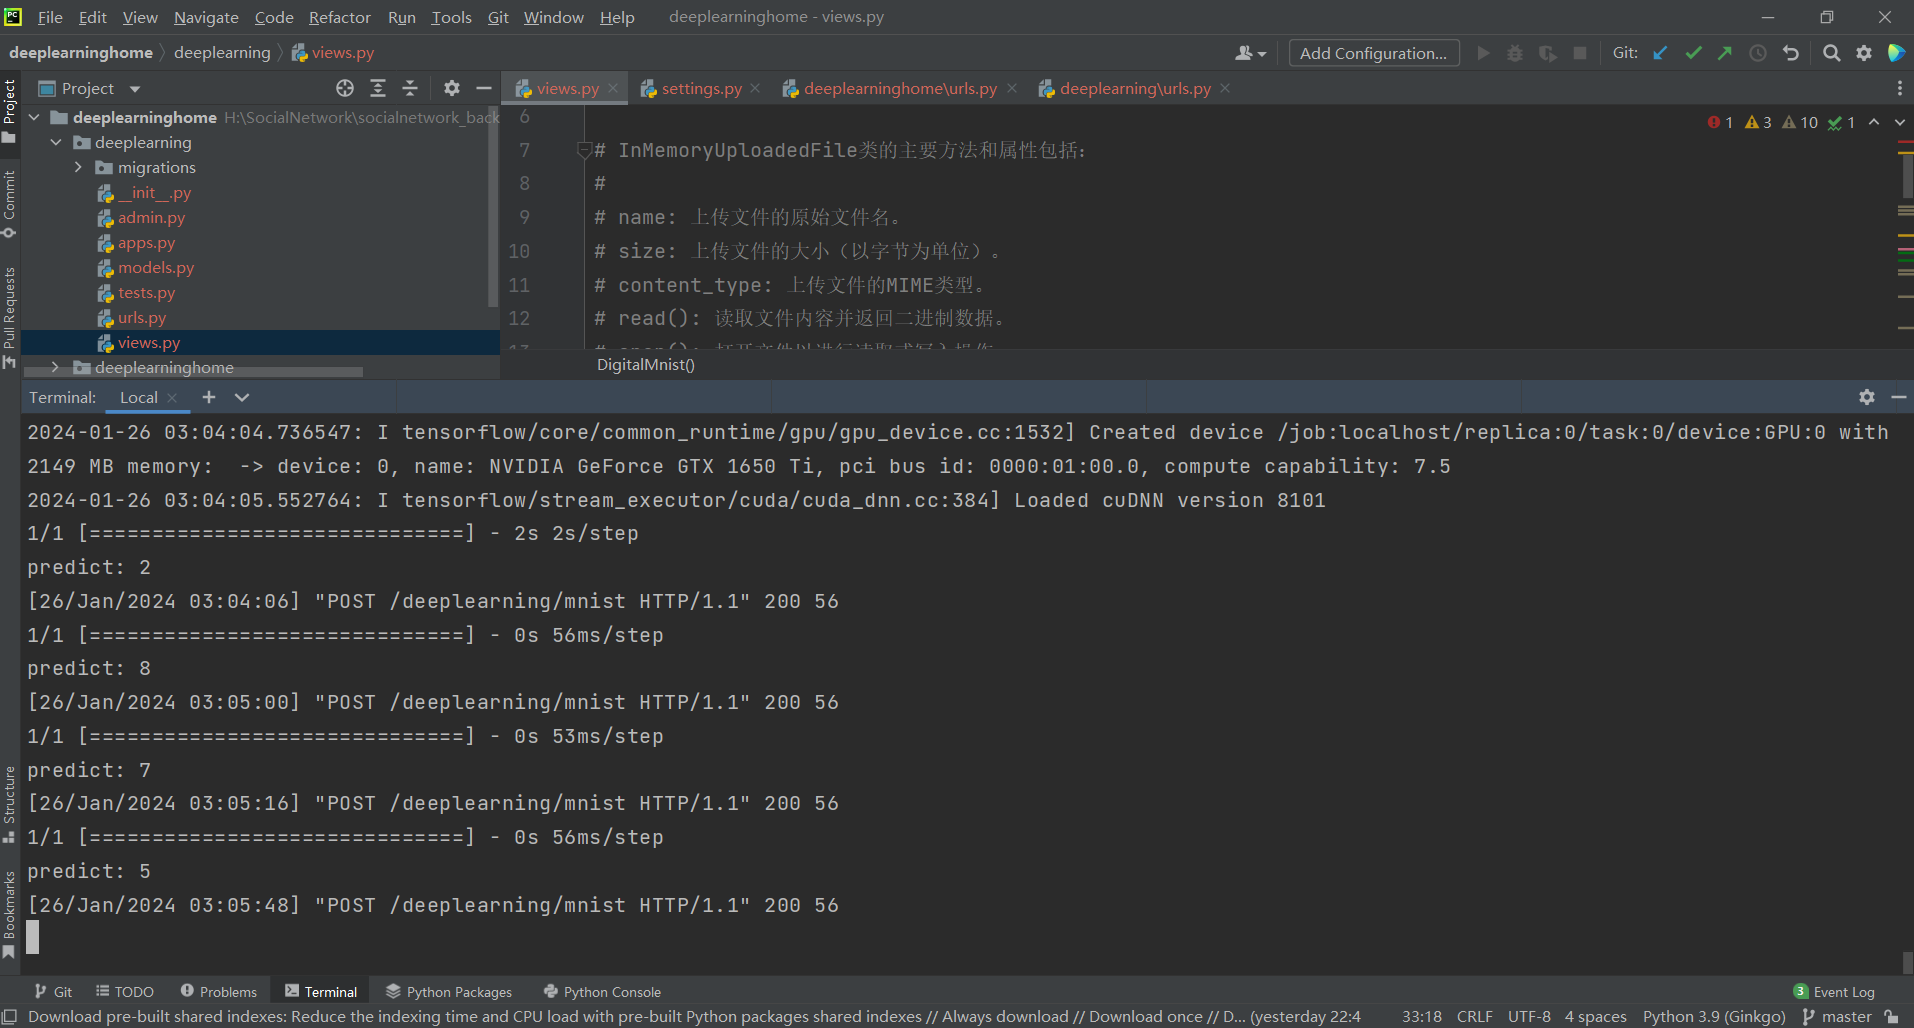 File Edit View Navigate Code Refactor Run Tools Git Window Help deeplearninghome - views.py
deeplearninghome deeplearning views.py Add Configuration... Git:
Project
views.py settings.py deeplearninghome\urls.py deeplearning\urls.py
deeplearninghome H:\SocialNetwork\socialnetwork_back
deeplearning
migrations
__init__.py
admin.py
apps.py
models.py
tests.py
urls.py
views.py
deeplearninghome
1 3 10 1
6
7 # InMemoryUploadedFile类的主要方法和属性包括:
8 #
9 # name: 上传文件的原始文件名。
10 # size: 上传文件的大小（以字节为单位）。
11 # content_type: 上传文件的MIME类型。
12 # read(): 读取文件内容并返回二进制数据。
DigitalMnist()
Project
Commit
Pull Requests
Structure
Bookmarks
Terminal: Local
2024-01-26 03:04:04.736547: I tensorflow/core/common_runtime/gpu/gpu_device.cc:1532] Created device /job:localhost/replica:0/task:0/device:GPU:0 with
2149 MB memory:  -> device: 0, name: NVIDIA GeForce GTX 1650 Ti, pci bus id: 0000:01:00.0, compute capability: 7.5
2024-01-26 03:04:05.552764: I tensorflow/stream_executor/cuda/cuda_dnn.cc:384] Loaded cuDNN version 8101
1/1 [==============================] - 2s 2s/step
predict: 2
[26/Jan/2024 03:04:06] "POST /deeplearning/mnist HTTP/1.1" 200 56
1/1 [==============================] - 0s 56ms/step
predict: 8
[26/Jan/2024 03:05:00] "POST /deeplearning/mnist HTTP/1.1" 200 56
1/1 [==============================] - 0s 53ms/step
predict: 7
[26/Jan/2024 03:05:16] "POST /deeplearning/mnist HTTP/1.1" 200 56
1/1 [==============================] - 0s 56ms/step
predict: 5
[26/Jan/2024 03:05:48] "POST /deeplearning/mnist HTTP/1.1" 200 56
Git TODO Problems Terminal Python Packages Python Console 3 Event Log
Download pre-built shared indexes: Reduce the indexing time and CPU load with pre-built Python packages shared indexes // Always download // Download once // D... (yesterday 22:4 33:18 CRLF UTF-8 4 spaces Python 3.9 (Ginkgo) master